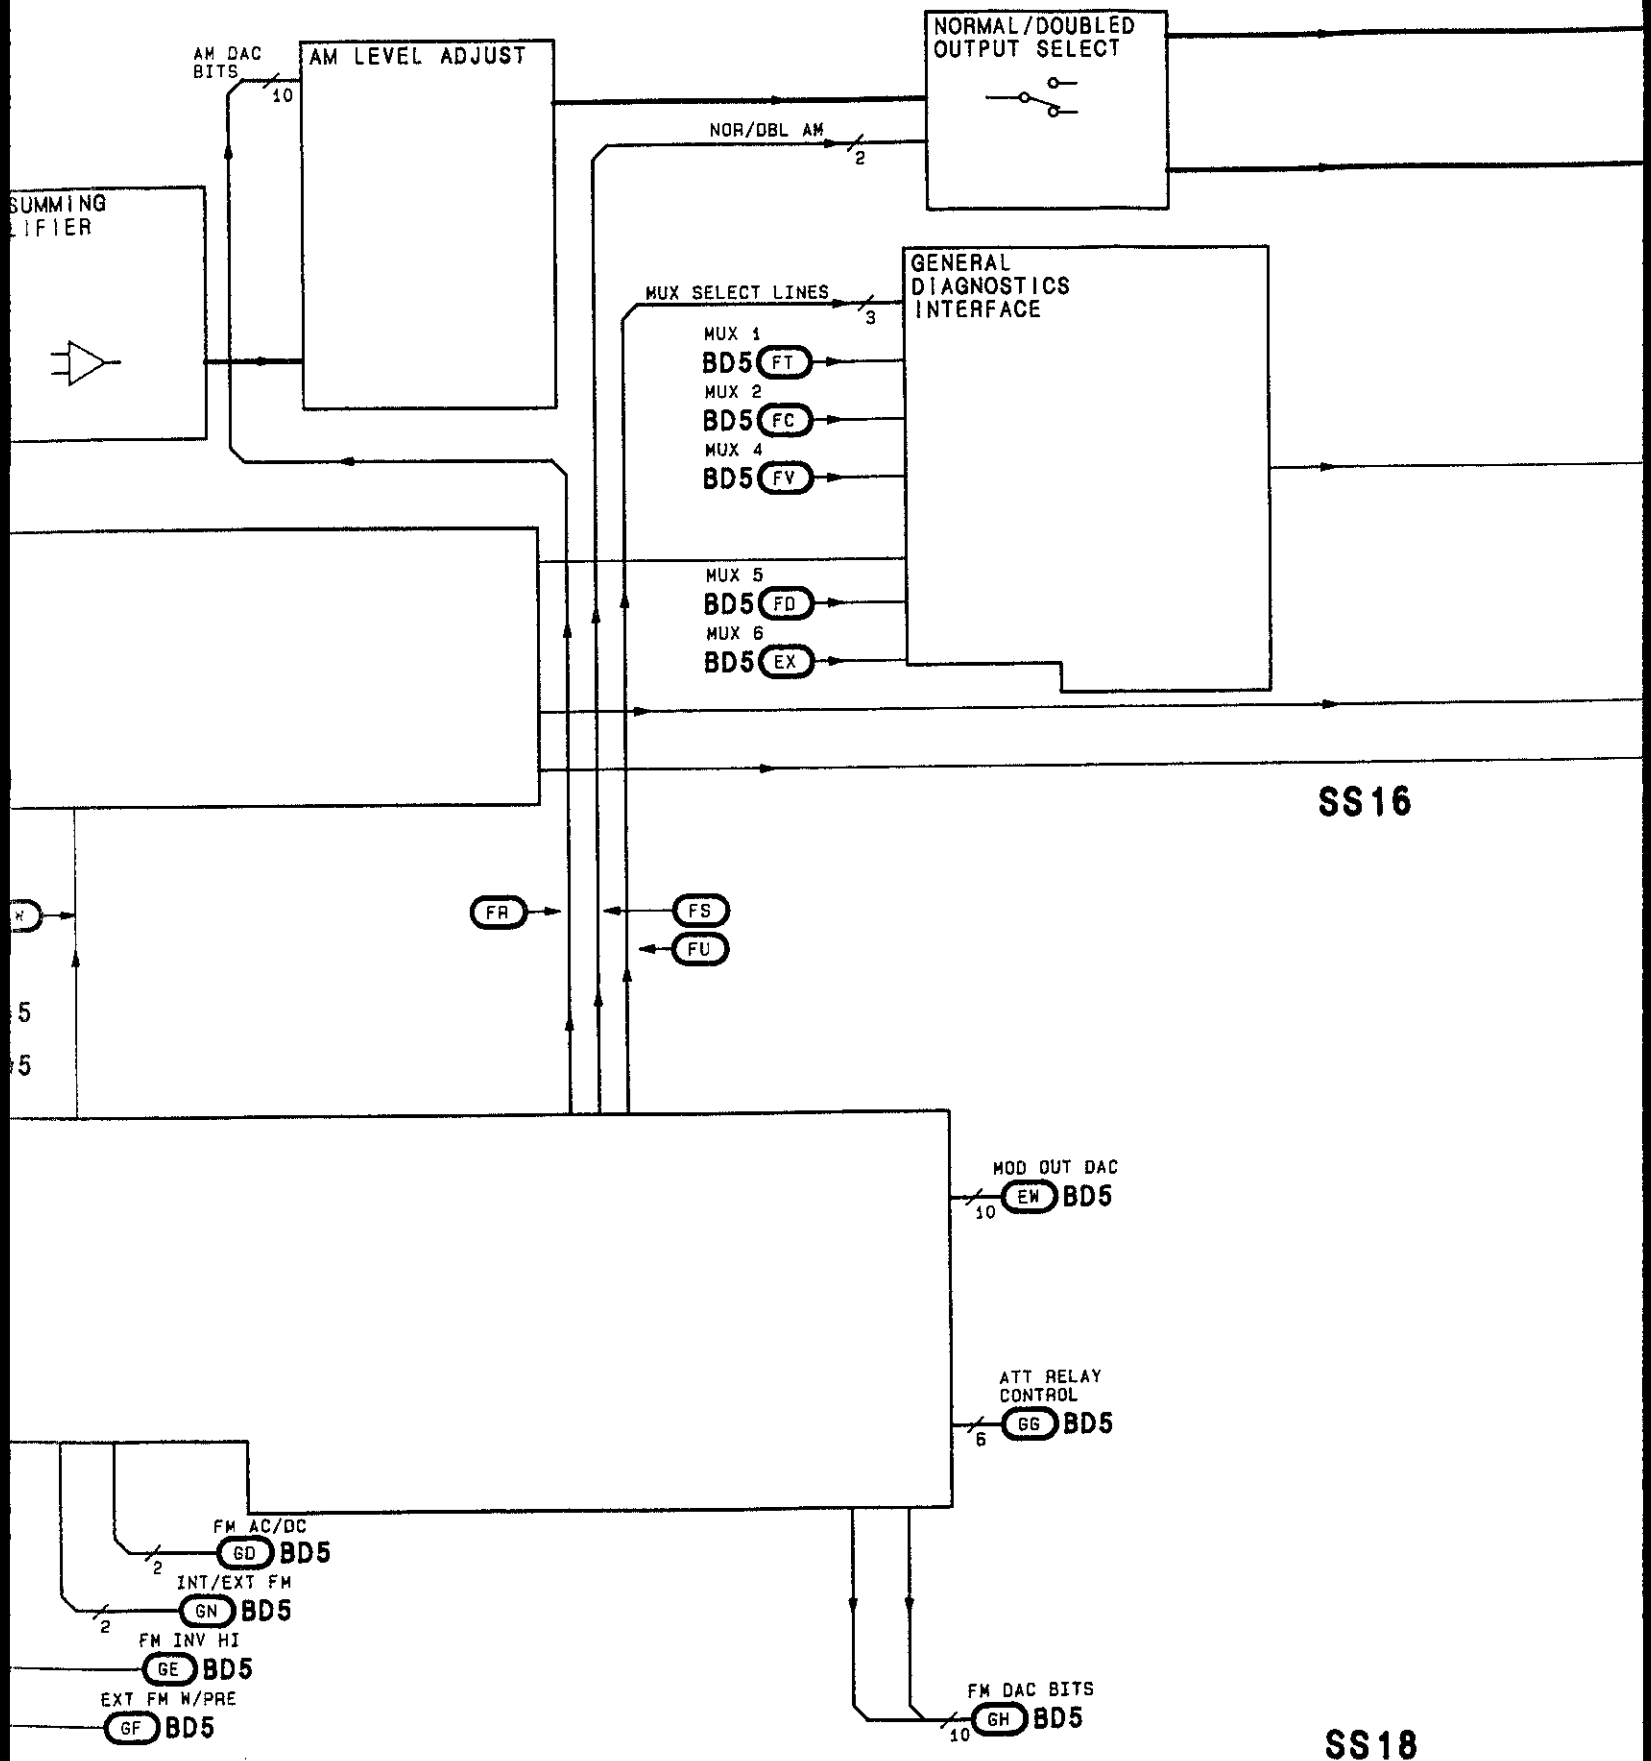 AM DAC
BITS
10
AM LEVEL ADJUST
NORMAL/DOUBLED
OUTPUT SELECT
NOR/DBL AM
2
SUMMING
LIFIER
MUX SELECT LINES
3
GENERAL
DIAGNOSTICS
INTERFACE
MUX 1
BD5 FT
MUX 2
BD5 FC
MUX 4
BD5 FV
MUX 5
BD5 FD
MUX 6
BD5 EX
SS16
W
FR
FS
FU
5
5
MOD OUT DAC
10
EW BD5
ATT RELAY
CONTROL
6
GG BD5
FM AC/DC
2
GD BD5
INT/EXT FM
2
GN BD5
FM INV HI
GE BD5
EXT FM W/PRE
GF BD5
FM DAC BITS
10
GH BD5
SS18